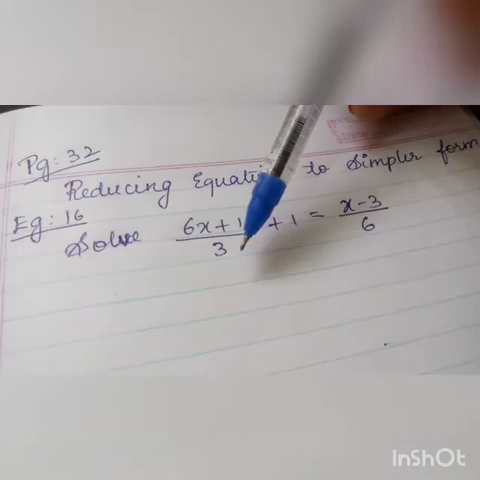 Pg: 32
Reducing Equati to Simpler form
Eg: 16
Solve (6x+1)/3 + 1 = (x-3)/6
InShOt